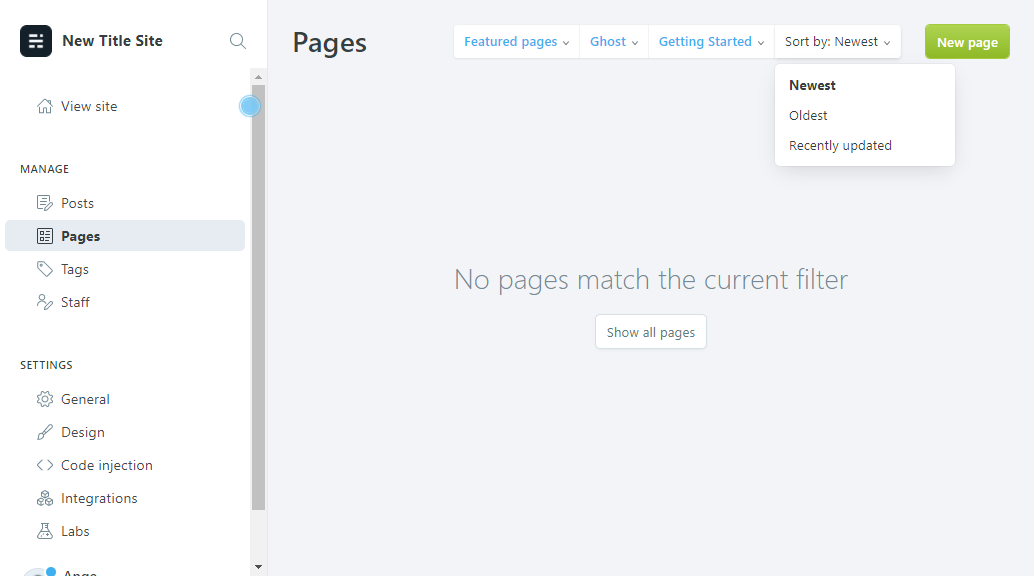 New Title Site
View site
MANAGE
Posts
Pages
Tags
Staff
SETTINGS
General
Design
Code injection
Integrations
Labs
Pages
Featured pages
Ghost
Getting Started
Sort by: Newest
New page
Newest
Oldest
Recently updated
No pages match the current filter
Show all pages